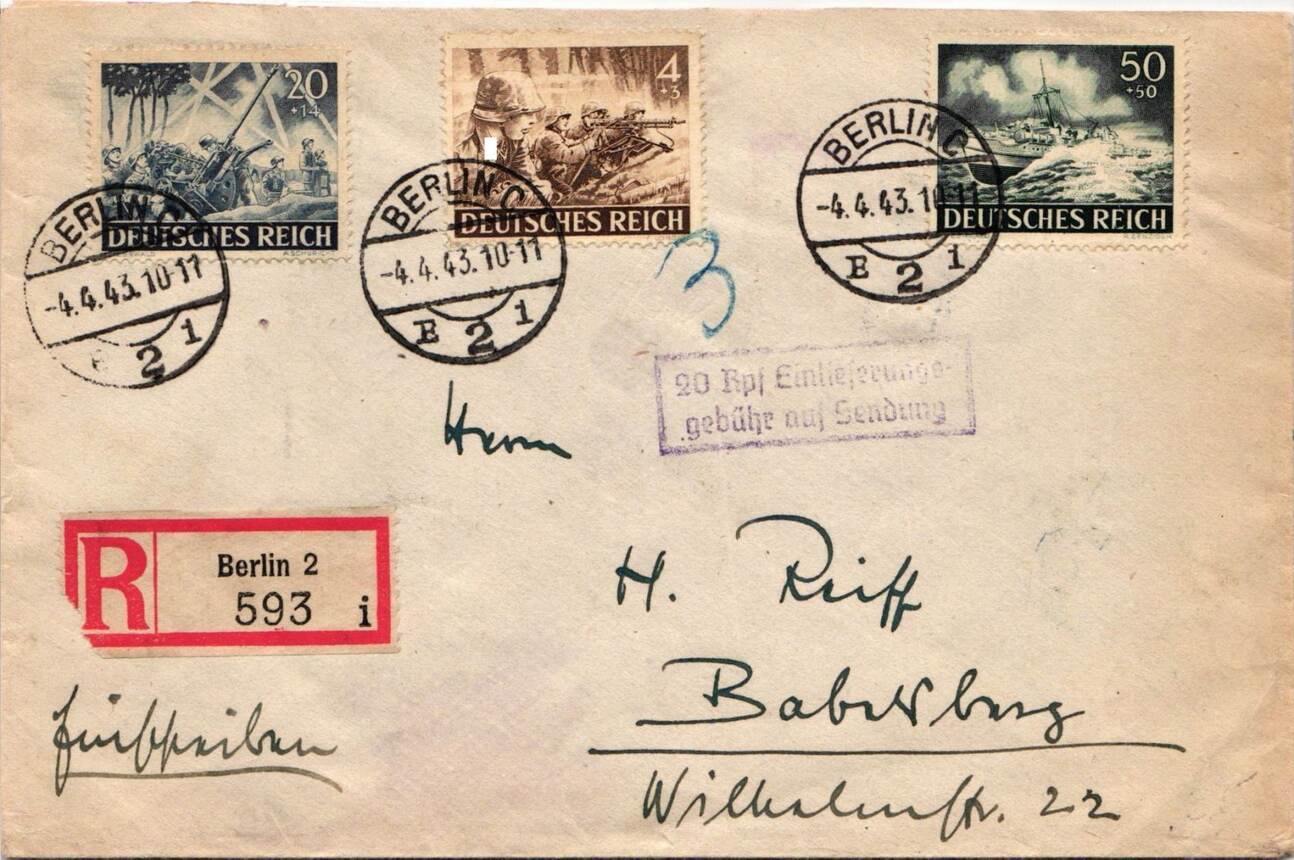 20
+14
DEUTSCHES REICH
4
+3
DEUTSCHES REICH
50
+50
DEUTSCHES REICH
BERLIN C
-4.4.43.10-11
2 1
BERLIN C
-4.4.43.10-11
E 2 1
BERLIN C
-4.4.43.10-11
E 2 1
3
20 Rpf Einlieferungs-
gebühr auf Sendung
Herrn
R
Berlin 2
593 i
H. Reiff
Babelsberg
Einschreiben
Wilhelmstr. 22